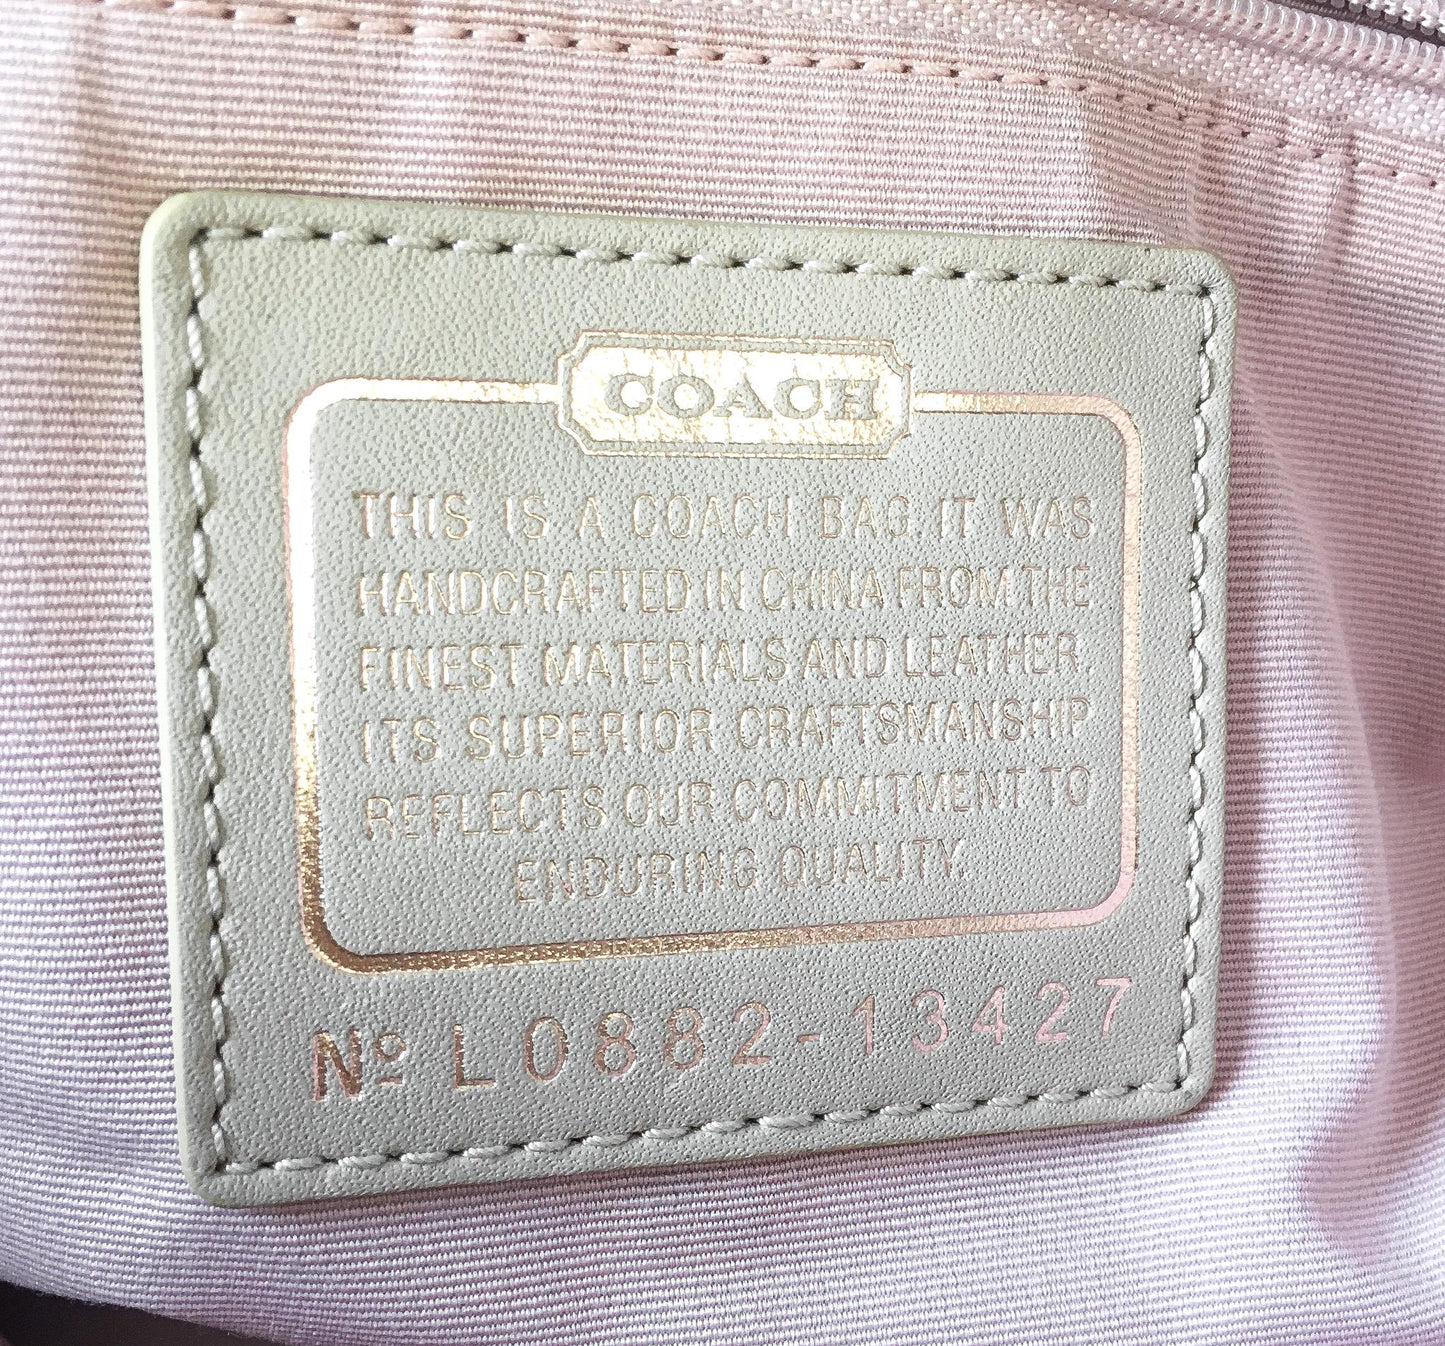 COACH
THIS IS A COACH BAG. IT WAS
HANDCRAFTED IN CHINA FROM THE
FINEST MATERIALS AND LEATHER.
ITS SUPERIOR CRAFTSMANSHIP
REFLECTS OUR COMMITMENT TO
ENDURING QUALITY.
Nº L0882-13427